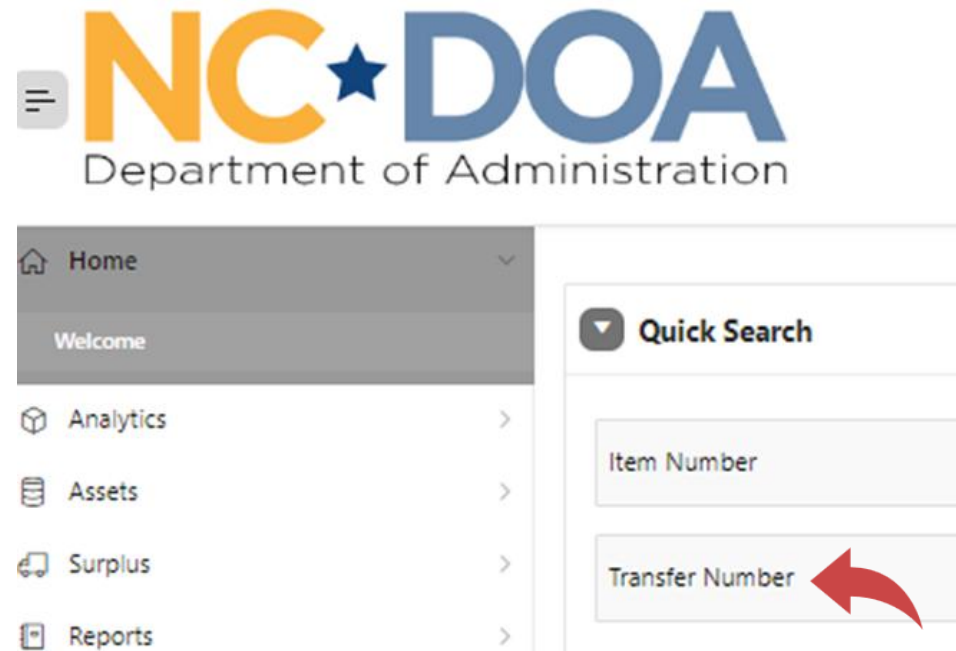 NC★DOA
Department of Administration
Home
Welcome
Analytics
Assets
Surplus
Reports
Quick Search
Item Number
Transfer Number